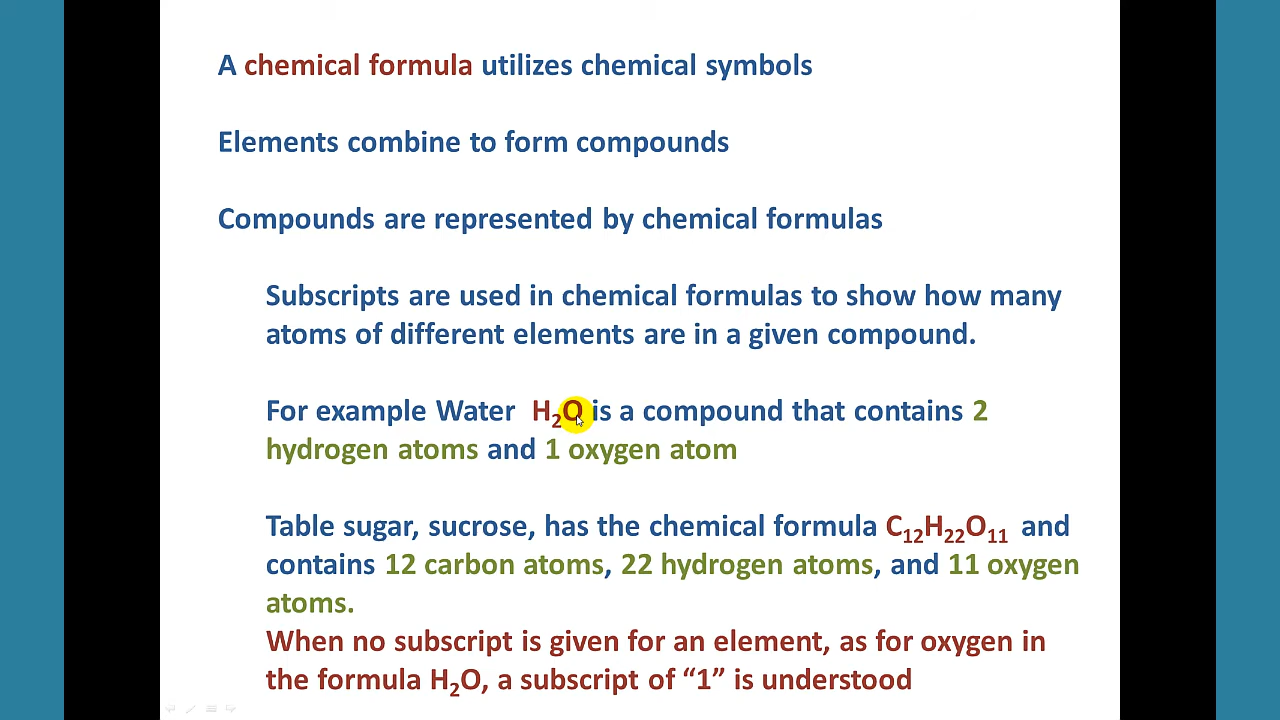 A chemical formula utilizes chemical symbols
Elements combine to form compounds
Compounds are represented by chemical formulas
Subscripts are used in chemical formulas to show how many
atoms of different elements are in a given compound.
For example Water H₂O is a compound that contains 2
hydrogen atoms and 1 oxygen atom
Table sugar, sucrose, has the chemical formula C₁₂H₂₂O₁₁ and
contains 12 carbon atoms, 22 hydrogen atoms, and 11 oxygen
atoms.
When no subscript is given for an element, as for oxygen in
the formula H₂O, a subscript of “1” is understood